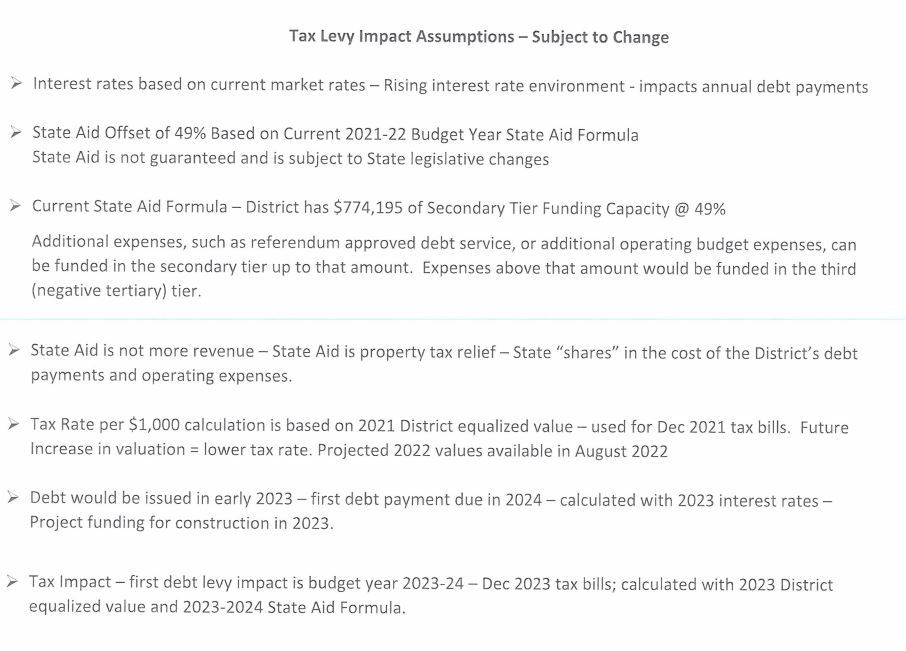 Tax Levy Impact Assumptions – Subject to Change
➢ Interest rates based on current market rates – Rising interest rate environment - impacts annual debt payments
➢ State Aid Offset of 49% Based on Current 2021-22 Budget Year State Aid Formula
State Aid is not guaranteed and is subject to State legislative changes
➢ Current State Aid Formula – District has $774,195 of Secondary Tier Funding Capacity @ 49%
Additional expenses, such as referendum approved debt service, or additional operating budget expenses, can
be funded in the secondary tier up to that amount. Expenses above that amount would be funded in the third
(negative tertiary) tier.
➢ State Aid is not more revenue – State Aid is property tax relief – State “shares” in the cost of the District’s debt
payments and operating expenses.
➢ Tax Rate per $1,000 calculation is based on 2021 District equalized value – used for Dec 2021 tax bills. Future
Increase in valuation = lower tax rate. Projected 2022 values available in August 2022
➢ Debt would be issued in early 2023 – first debt payment due in 2024 – calculated with 2023 interest rates –
Project funding for construction in 2023.
➢ Tax Impact – first debt levy impact is budget year 2023-24 – Dec 2023 tax bills; calculated with 2023 District
equalized value and 2023-2024 State Aid Formula.